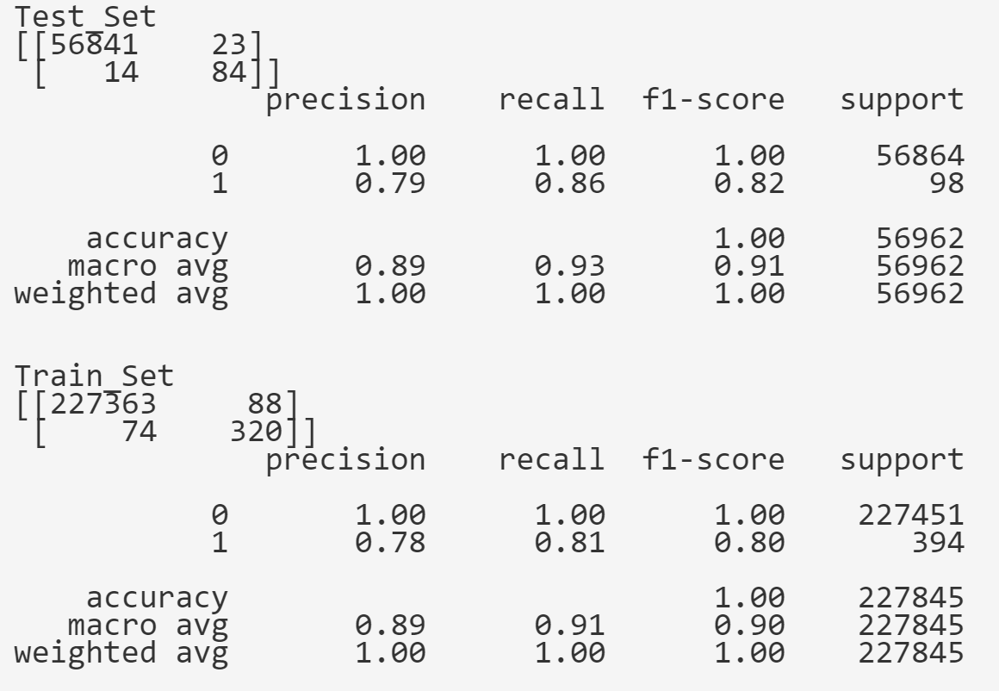 Test_Set
[[56841    23]
 [   14    84]]
              precision    recall  f1-score   support

           0       1.00      1.00      1.00     56864
           1       0.79      0.86      0.82        98

    accuracy                           1.00     56962
   macro avg       0.89      0.93      0.91     56962
weighted avg       1.00      1.00      1.00     56962


Train_Set
[[227363     88]
 [    74    320]]
              precision    recall  f1-score   support

           0       1.00      1.00      1.00    227451
           1       0.78      0.81      0.80       394

    accuracy                           1.00    227845
   macro avg       0.89      0.91      0.90    227845
weighted avg       1.00      1.00      1.00    227845